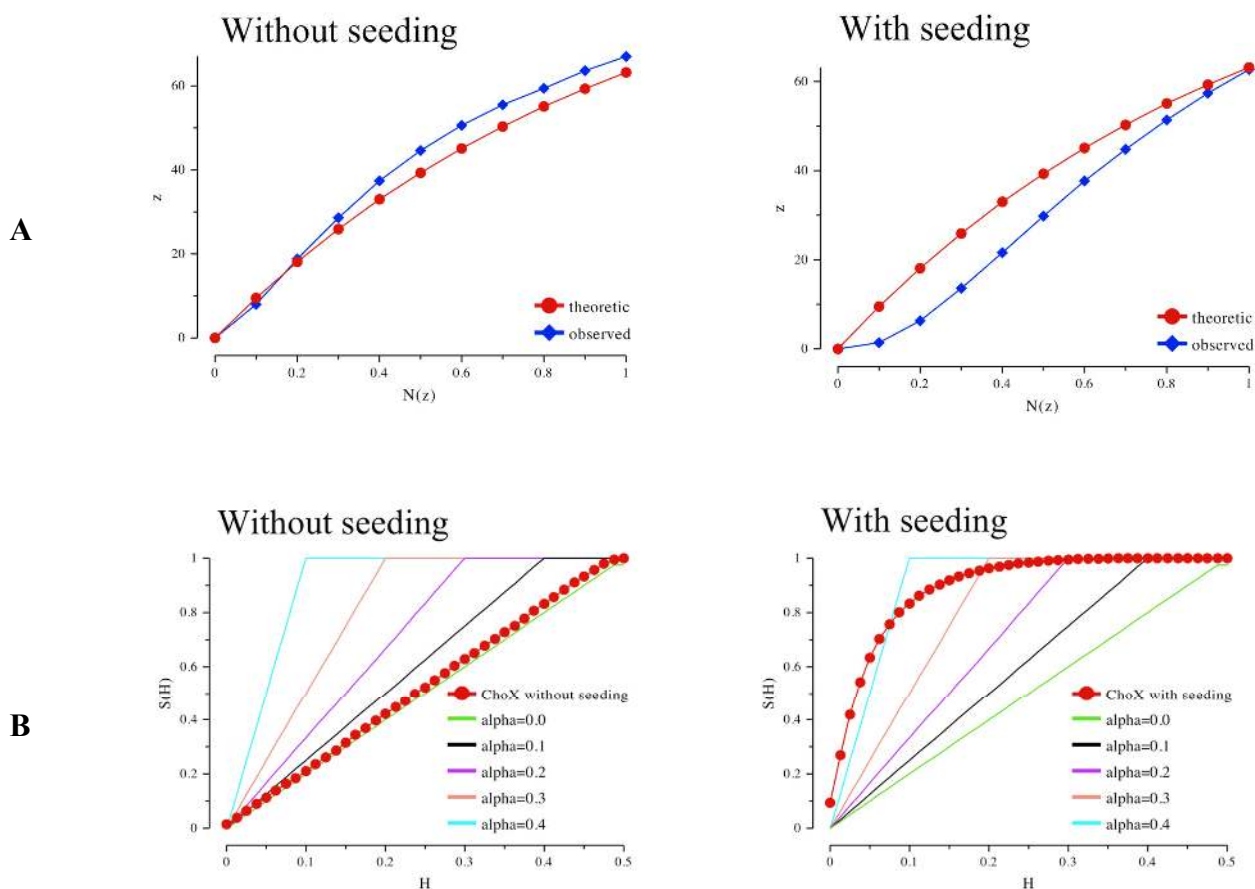 Without seeding
With seeding
A
z
60
40
20
0
theoretic
observed
0 0.2 0.4 0.6 0.8 1
N(z)
z
60
40
20
0
theoretic
observed
0 0.2 0.4 0.6 0.8 1
N(z)
Without seeding
With seeding
B
S(H)
1
0.8
0.6
0.4
0.2
0
ChoX without seeding
alpha=0.0
alpha=0.1
alpha=0.2
alpha=0.3
alpha=0.4
0 0.1 0.2 0.3 0.4 0.5
H
S(H)
1
0.8
0.6
0.4
0.2
0
ChoX with seeding
alpha=0.0
alpha=0.1
alpha=0.2
alpha=0.3
alpha=0.4
0 0.1 0.2 0.3 0.4 0.5
H